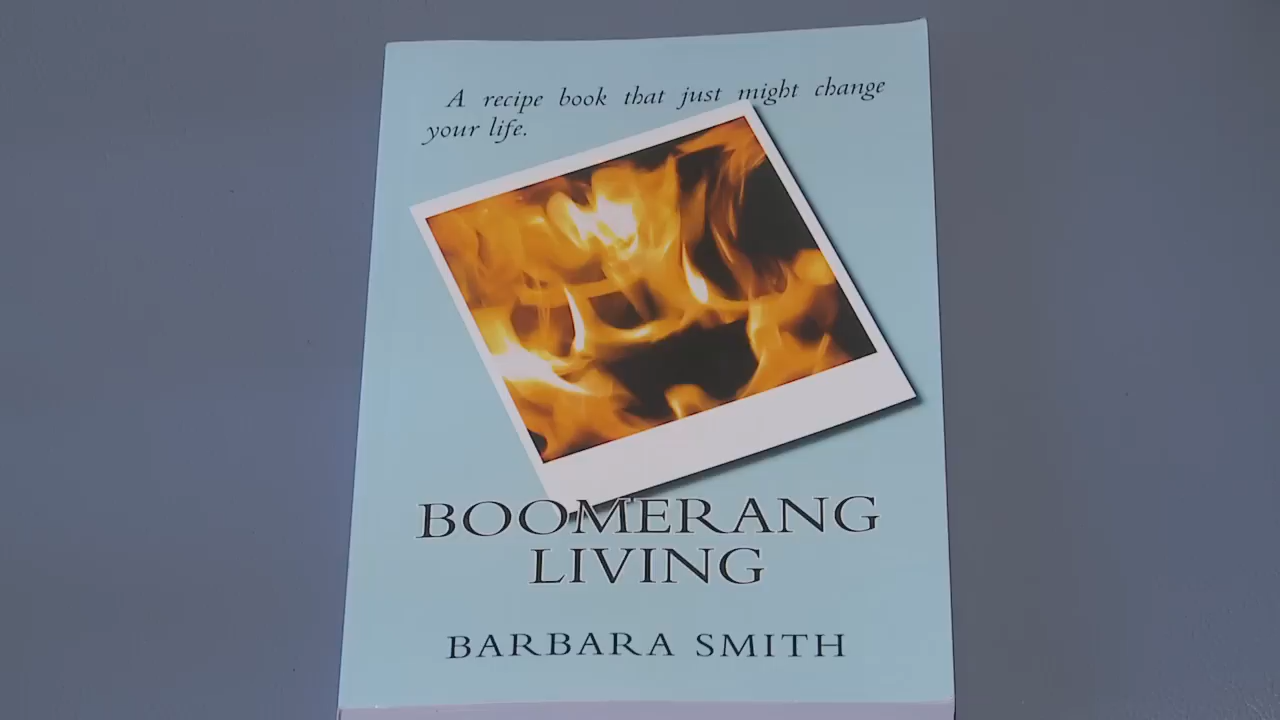 A recipe book that just might change
your life.
BOOMERANG
LIVING
BARBARA SMITH